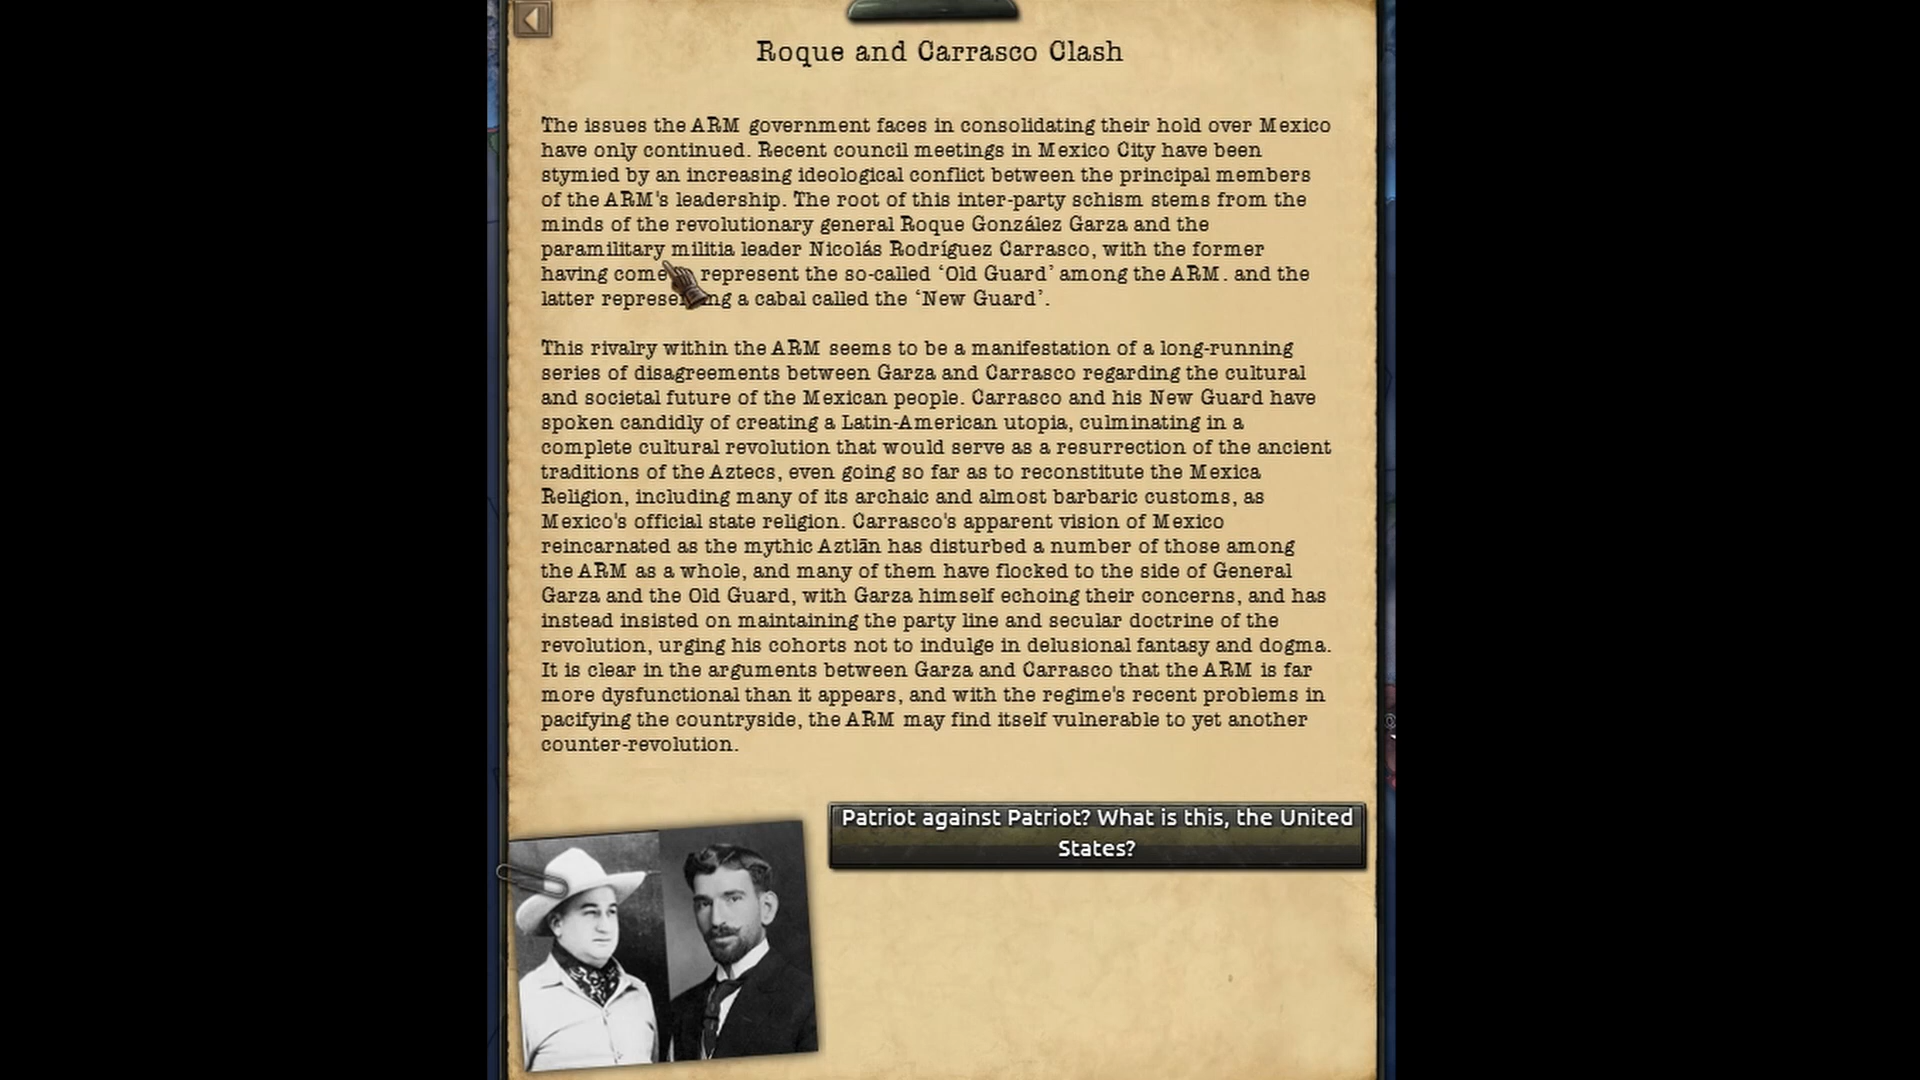 Roque and Carrasco Clash
The issues the ARM government faces in consolidating their hold over Mexico
have only continued. Recent council meetings in Mexico City have been
stymied by an increasing ideological conflict between the principal members
of the ARM's leadership. The root of this inter-party schism stems from the
minds of the revolutionary general Roque González Garza and the
paramilitary militia leader Nicolás Rodríguez Carrasco, with the former
having come represent the so-called ‘Old Guard’ among the ARM. and the
latter a cabal called the ‘New Guard’.
This rivalry within the ARM seems to be a manifestation of a long-running
series of disagreements between Garza and Carrasco regarding the cultural
and societal future of the Mexican people. Carrasco and his New Guard have
spoken candidly of creating a Latin-American utopia, culminating in a
complete cultural revolution that would serve as a resurrection of the ancient
traditions of the Aztecs, even going so far as to reconstitute the Mexica
Religion, including many of its archaic and almost barbaric customs, as
Mexico's official state religion. Carrasco's apparent vision of Mexico
reincarnated as the mythic Aztlān has disturbed a number of those among
the ARM as a whole, and many of them have flocked to the side of General
Garza and the Old Guard, with Garza himself echoing their concerns, and has
instead insisted on maintaining the party line and secular doctrine of the
revolution, urging his cohorts not to indulge in delusional fantasy and dogma.
It is clear in the arguments between Garza and Carrasco that the ARM is far
more dysfunctional than it appears, and with the regime's recent problems in
pacifying the countryside, the ARM may find itself vulnerable to yet another
counter-revolution.
Patriot against Patriot? What is this, the United
States?